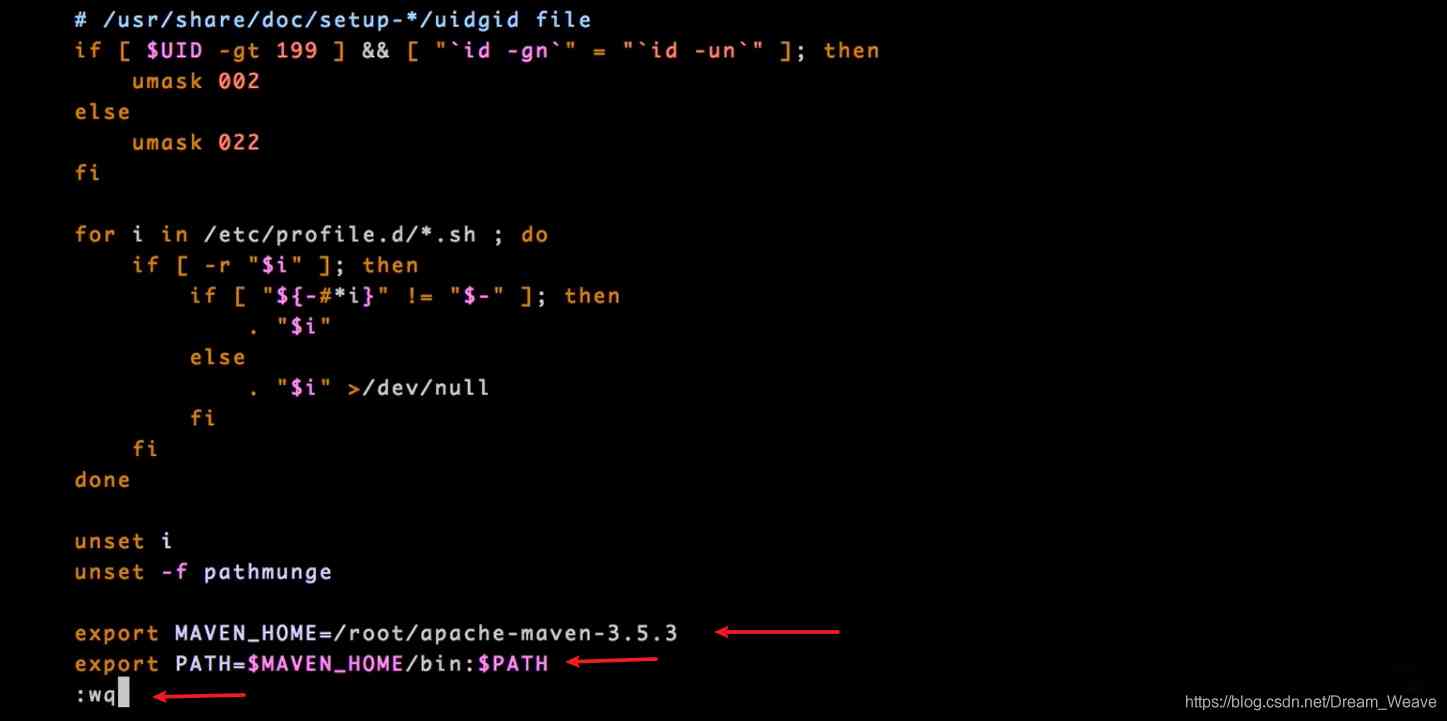 # /usr/share/doc/setup-*/uidgid file
if [ $UID -gt 199 ] && [ "`id -gn`" = "`id -un`" ]; then
    umask 002
else
    umask 022
fi

for i in /etc/profile.d/*.sh ; do
    if [ -r "$i" ]; then
        if [ "${-#*i}" != "$-" ]; then
            . "$i"
        else
            . "$i" >/dev/null
        fi
    fi
done

unset i
unset -f pathmunge

export MAVEN_HOME=/root/apache-maven-3.5.3
export PATH=$MAVEN_HOME/bin:$PATH
:wq
https://blog.csdn.net/Dream_Weave